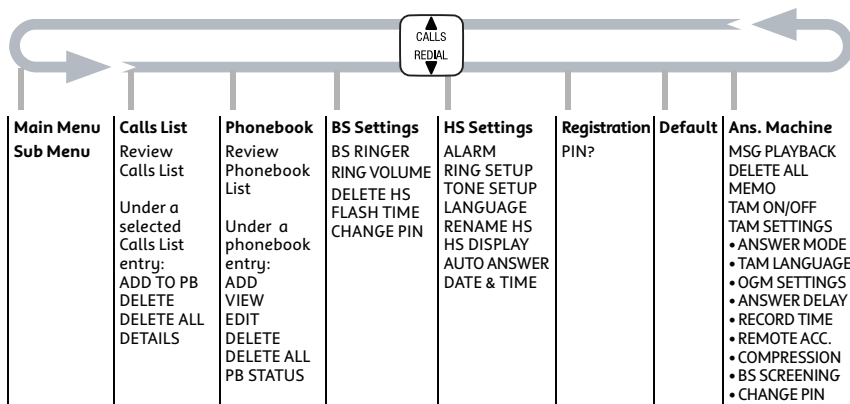 CALLS
REDIAL
Main Menu
Sub Menu
Calls List
Review
Calls List
Under a
selected
Calls List
entry:
ADD TO PB
DELETE
DELETE ALL
DETAILS
Phonebook
Review
Phonebook
List
Under a
phonebook
entry:
ADD
VIEW
EDIT
DELETE
DELETE ALL
PB STATUS
BS Settings
BS RINGER
RING VOLUME
DELETE HS
FLASH TIME
CHANGE PIN
HS Settings
ALARM
RING SETUP
TONE SETUP
LANGUAGE
RENAME HS
HS DISPLAY
AUTO ANSWER
DATE & TIME
Registration
PIN?
Default
Ans. Machine
MSG PLAYBACK
DELETE ALL
MEMO
TAM ON/OFF
TAM SETTINGS
• ANSWER MODE
• TAM LANGUAGE
• OGM SETTINGS
• ANSWER DELAY
• RECORD TIME
• REMOTE ACC.
• COMPRESSION
• BS SCREENING
• CHANGE PIN